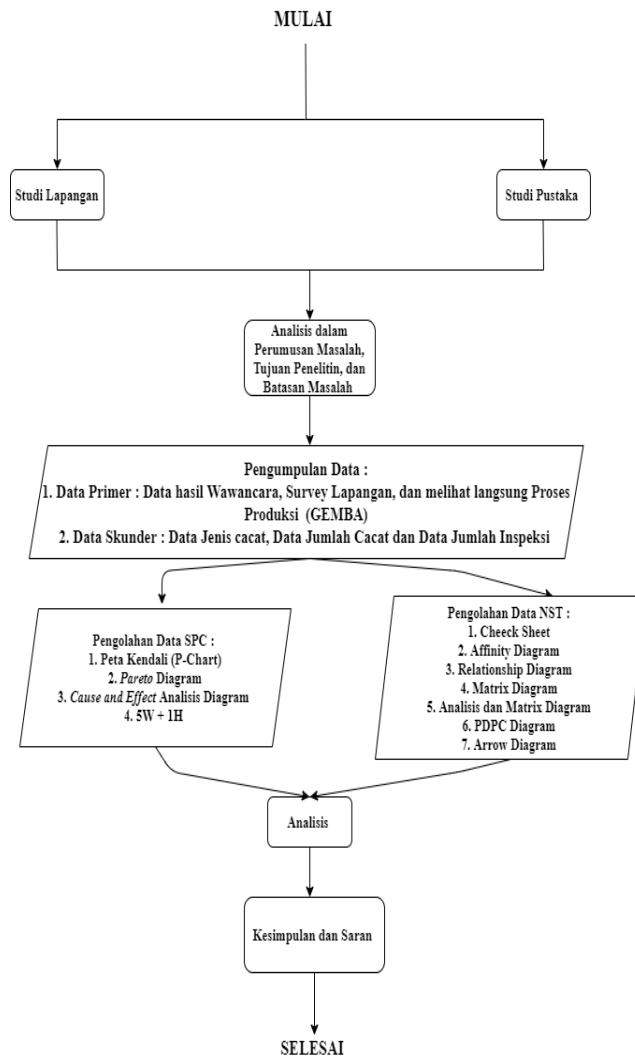 MULAI
Studi Lapangan
Studi Pustaka
Analisis dalam
Perumusan Masalah,
Tujuan Penelitin, dan
Batasan Masalah
Pengumpulan Data :
1. Data Primer : Data hasil Wawancara, Survey Lapangan, dan melihat langsung Proses
Produksi (GEMBA)
2. Data Skunder : Data Jenis cacat, Data Jumlah Cacat dan Data Jumlah Inspeksi
Pengolahan Data SPC :
1. Peta Kendali (P-Chart)
2. Pareto Diagram
3. Cause and Effect Analisis Diagram
4. 5W + 1H
Pengolahan Data NST :
1. Cheeck Sheet
2. Affinity Diagram
3. Relationship Diagram
4. Matrix Diagram
5. Analisis dan Matrix Diagram
6. PDPC Diagram
7. Arrow Diagram
Analisis
Kesimpulan dan Saran
SELESAI